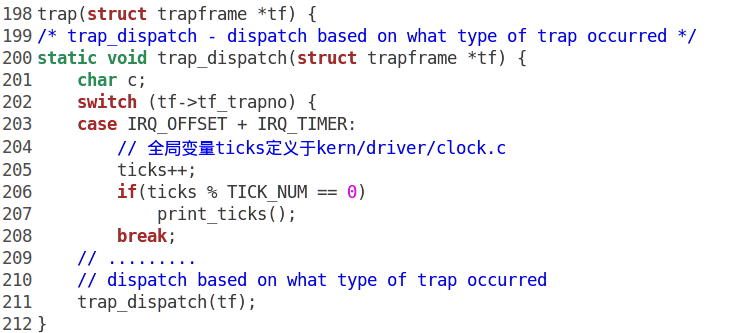 198 trap(struct trapframe *tf) {
199 /* trap_dispatch - dispatch based on what type of trap occurred */
200 static void trap_dispatch(struct trapframe *tf) {
201     char c;
202     switch (tf->tf_trapno) {
203     case IRQ_OFFSET + IRQ_TIMER:
204         // 全局变量ticks定义于kern/driver/clock.c
205         ticks++;
206         if(ticks % TICK_NUM == 0)
207             print_ticks();
208         break;
209     // .........
210     // dispatch based on what type of trap occurred
211     trap_dispatch(tf);
212 }